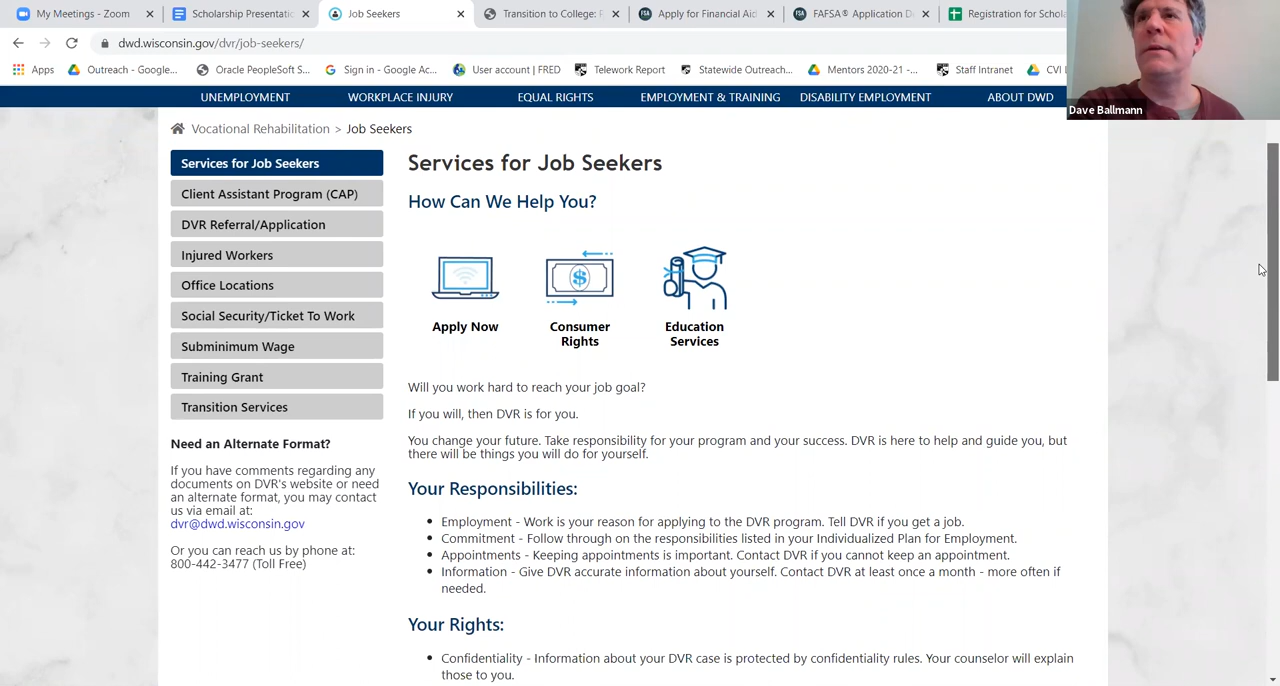 My Meetings - Zoom
Scholarship Presentatio
Job Seekers
Transition to College: F
Apply for Financial Aid
FAFSA® Application D
Registration for Schola
dwd.wisconsin.gov/dvr/job-seekers/
Apps
Outreach - Google...
Oracle PeopleSoft S...
Sign in - Google Ac...
User account | FRED
Telework Report
Statewide Outreach...
Mentors 2020-21 -...
Staff Intranet
CVI L
Dave Ballmann
UNEMPLOYMENT WORKPLACE INJURY EQUAL RIGHTS EMPLOYMENT & TRAINING DISABILITY EMPLOYMENT ABOUT DWD
Vocational Rehabilitation > Job Seekers
Services for Job Seekers
Client Assistant Program (CAP)
DVR Referral/Application
Injured Workers
Office Locations
Social Security/Ticket To Work
Subminimum Wage
Training Grant
Transition Services
Need an Alternate Format?
If you have comments regarding any
documents on DVR's website or need
an alternate format, you may contact
us via email at:
dvr@dwd.wisconsin.gov
Or you can reach us by phone at:
800-442-3477 (Toll Free)
Services for Job Seekers
How Can We Help You?
Apply Now
Consumer
Rights
Education
Services
Will you work hard to reach your job goal?
If you will, then DVR is for you.
You change your future. Take responsibility for your program and your success. DVR is here to help and guide you, but
there will be things you will do for yourself.
Your Responsibilities:
Employment - Work is your reason for applying to the DVR program. Tell DVR if you get a job.
Commitment - Follow through on the responsibilities listed in your Individualized Plan for Employment.
Appointments - Keeping appointments is important. Contact DVR if you cannot keep an appointment.
Information - Give DVR accurate information about yourself. Contact DVR at least once a month - more often if
needed.
Your Rights:
Confidentiality - Information about your DVR case is protected by confidentiality rules. Your counselor will explain
those to you.